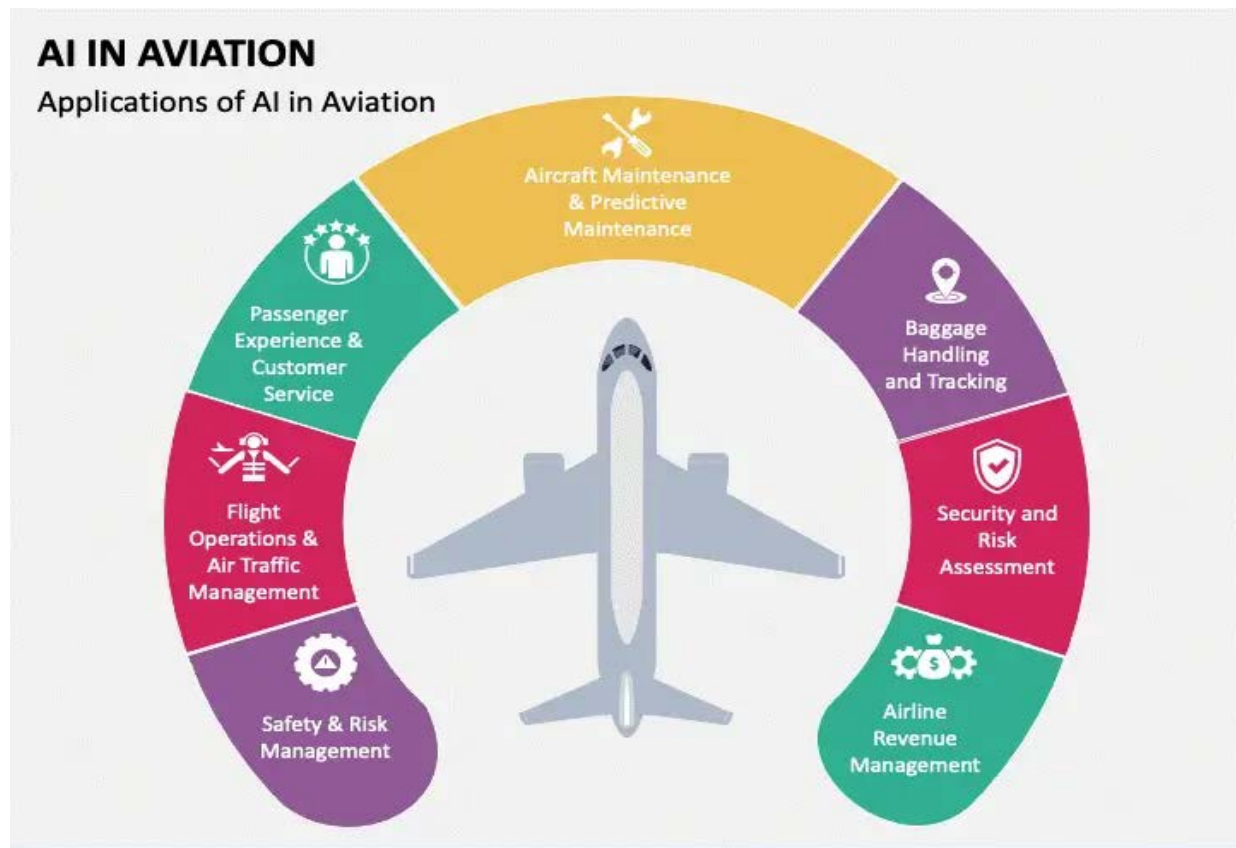 AI IN AVIATION
Applications of AI in Aviation
Aircraft Maintenance
& Predictive
Maintenance
Passenger
Experience &
Customer
Service
Baggage
Handling
and Tracking
Flight
Operations &
Air Traffic
Management
Security and
Risk
Assessment
Safety & Risk
Management
$
Airline
Revenue
Management